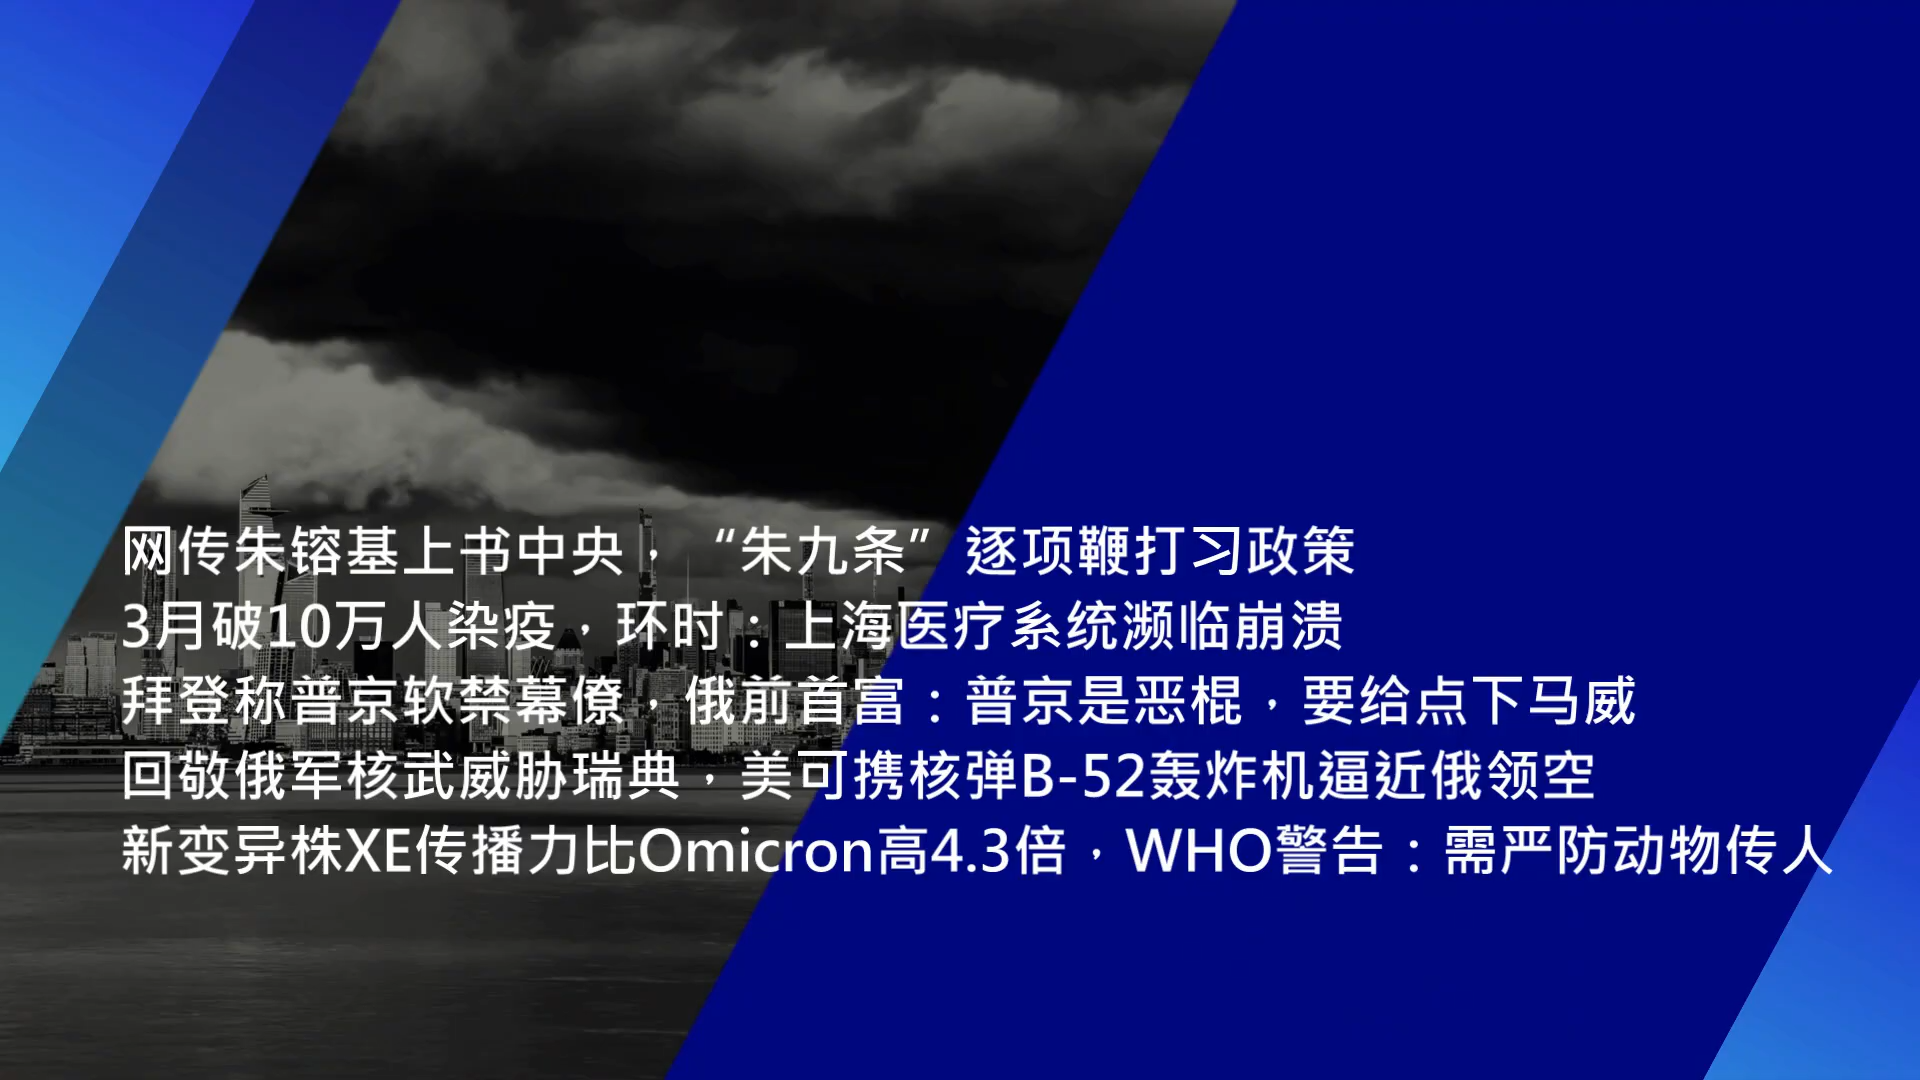 网传朱镕基上书中央，“朱九条”逐项鞭打习政策
3月破10万人染疫，环时：上海医疗系统濒临崩溃
拜登称普京软禁幕僚，俄前首富：普京是恶棍，要给点下马威
回敬俄军核武威胁瑞典，美可携核弹B-52轰炸机逼近俄领空
新变异株XE传播力比Omicron高4.3倍，WHO警告：需严防动物传人